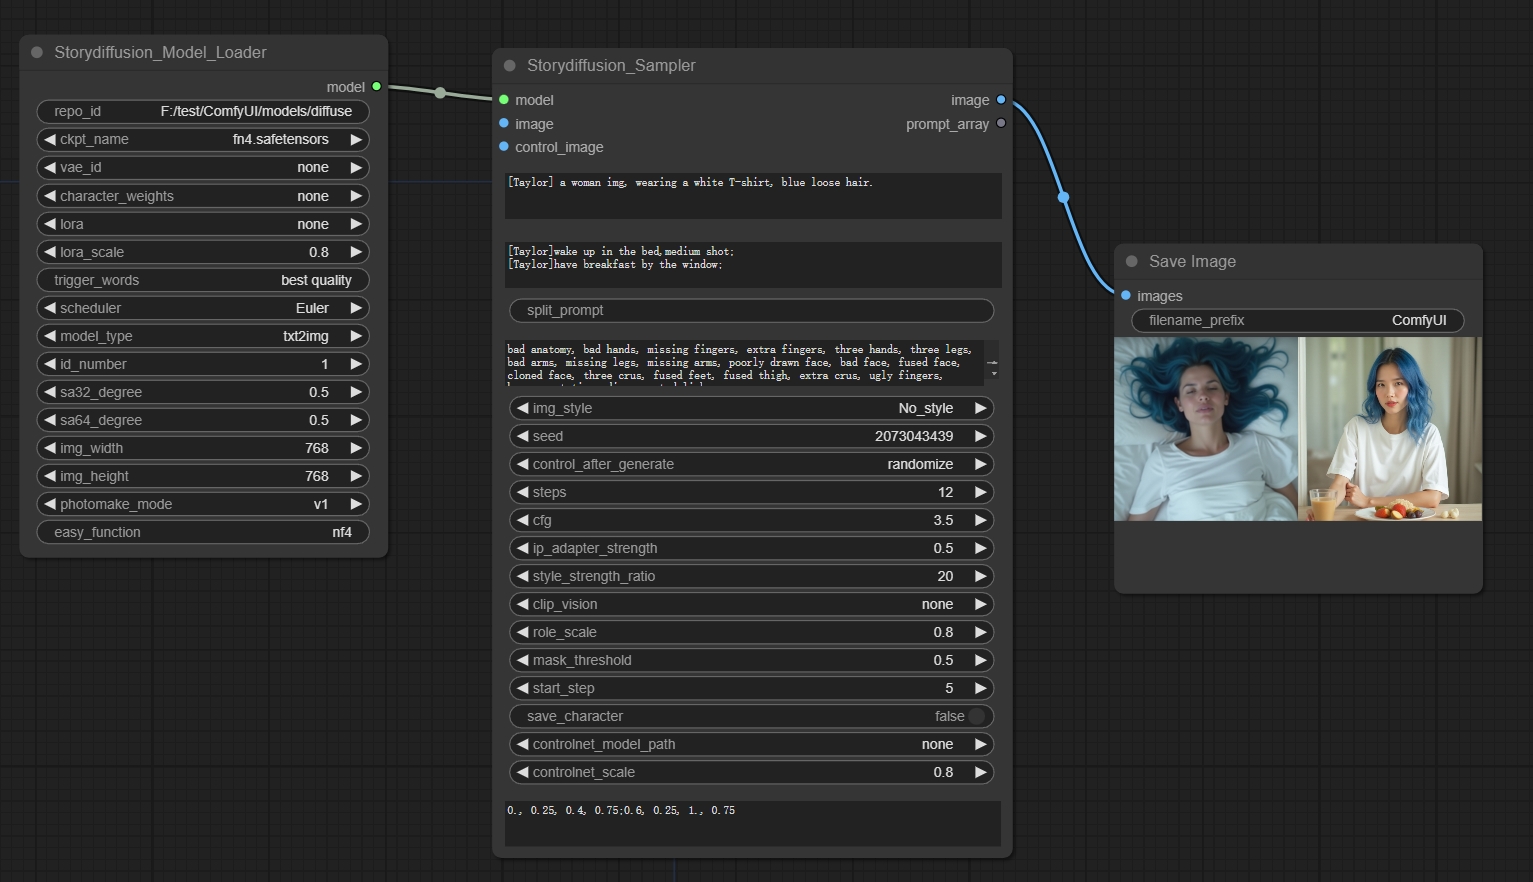 Storydiffusion_Model_Loader
model
repo_id F:/test/ComfyUI/models/diffuse
ckpt_name fn4.safetensors
vae_id none
character_weights none
lora none
lora_scale 0.8
trigger_words best quality
scheduler Euler
model_type txt2img
id_number 1
sa32_degree 0.5
sa64_degree 0.5
img_width 768
img_height 768
photomake_mode v1
easy_function nf4
Storydiffusion_Sampler
model image
image prompt_array
control_image
[Taylor] a woman img, wearing a white T-shirt, blue loose hair.
[Taylor]wake up in the bed,medium shot;
[Taylor]have breakfast by the window;
split_prompt
bad anatomy, bad hands, missing fingers, extra fingers, three hands, three legs,
bad arms, missing legs, missing arms, poorly drawn face, bad face, fused face,
cloned face, three crus, fused feet, fused thigh, extra crus, ugly fingers,
img_style No_style
seed 2073043439
control_after_generate randomize
steps 12
cfg 3.5
ip_adapter_strength 0.5
style_strength_ratio 20
clip_vision none
role_scale 0.8
mask_threshold 0.5
start_step 5
save_character false
controlnet_model_path none
controlnet_scale 0.8
0., 0.25, 0.4, 0.75;0.6, 0.25, 1., 0.75
Save Image
images
filename_prefix ComfyUI